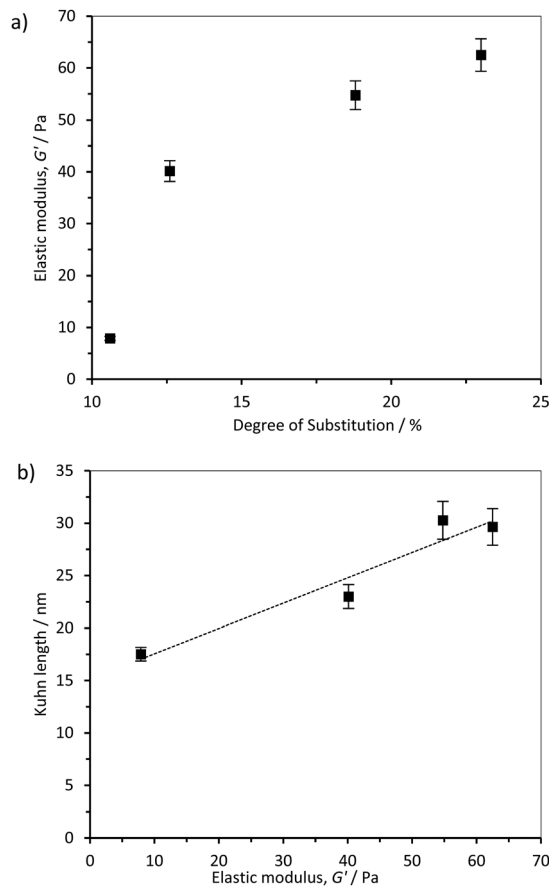 a)
70
60
50
40
30
20
10
0
Elastic modulus, G' / Pa
10 15 20 25
Degree of Substitution / %
b)
35
30
25
20
15
10
5
0
Kuhn length / nm
0 10 20 30 40 50 60 70
Elastic modulus, G' / Pa